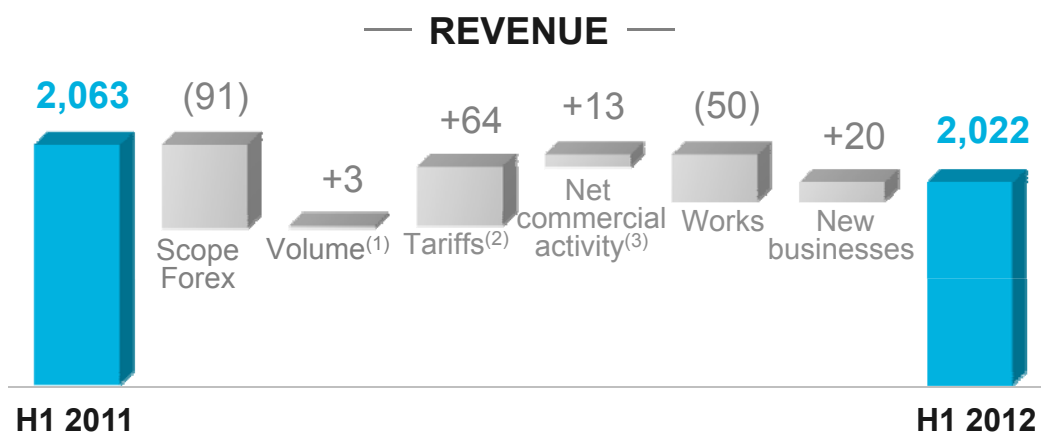 REVENUE
2,063
(91)
+3
+64
+13
(50)
+20
2,022
Scope
Forex
Volume(1)
Tariffs(2)
Net
commercial
activity(3)
Works
New
businesses
H1 2011
H1 2012